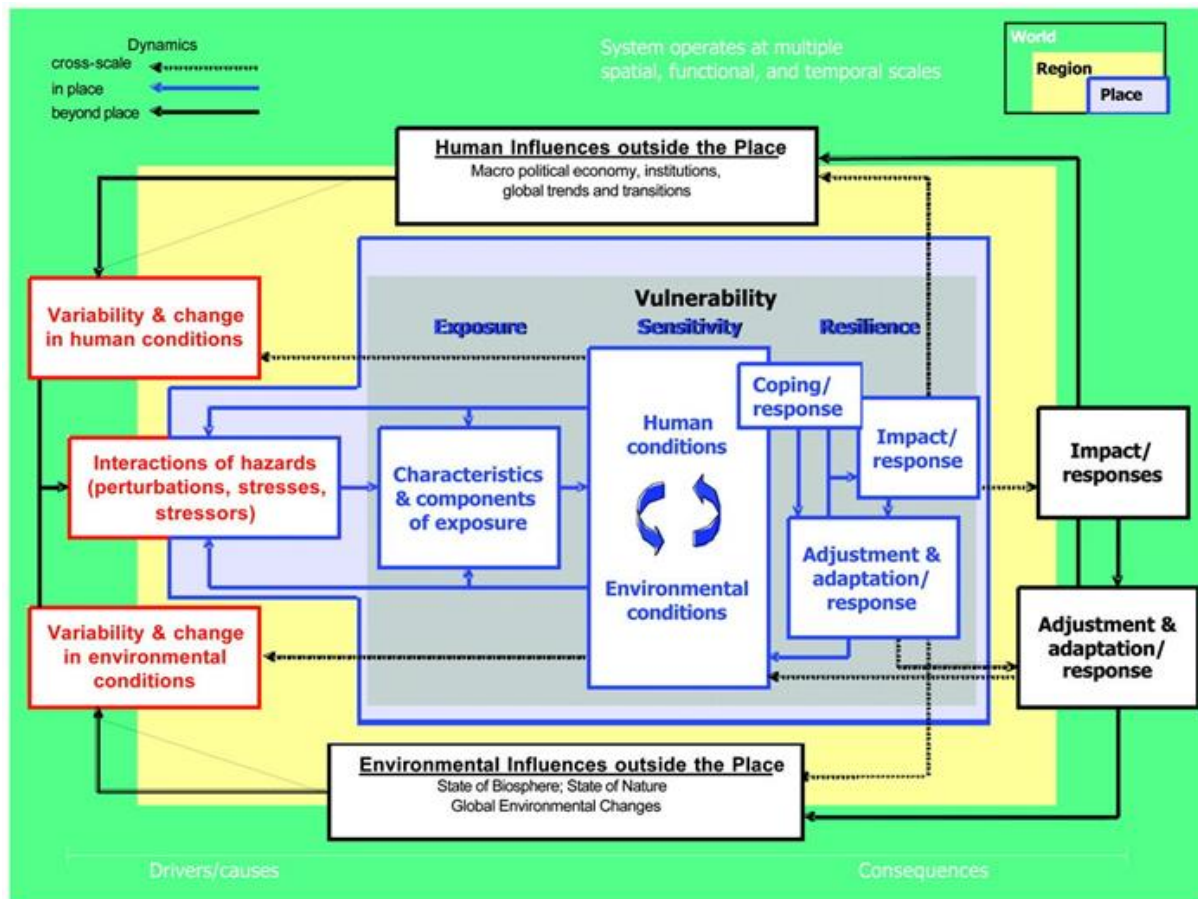 Dynamics
cross-scale
in place
beyond place
System operates at multiple
spatial, functional, and temporal scales
World
Region
Place
Human Influences outside the Place
Macro political economy, institutions,
global trends and transitions
Variability & change
in human conditions
Vulnerability
Exposure
Sensitivity
Resilience
Coping/
response
Human
conditions
Impact/
response
Impact/
responses
Interactions of hazards
(perturbations, stresses,
stressors)
Characteristics
& components
of exposure
Environmental
conditions
Adjustment &
adaptation/
response
Adjustment &
adaptation/
response
Variability & change
in environmental
conditions
Environmental Influences outside the Place
State of Biosphere; State of Nature
Global Environmental Changes
Drivers/causes
Consequences